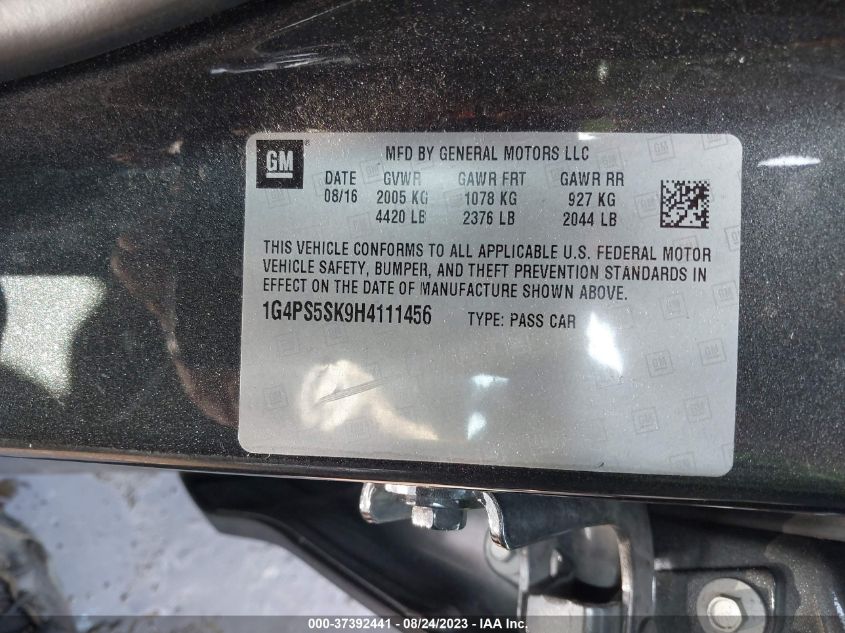 GM
MFD BY GENERAL MOTORS LLC
DATE GVWR GAWR FRT GAWR RR
08/16 2005 KG 1078 KG 927 KG
4420 LB 2376 LB 2044 LB
THIS VEHICLE CONFORMS TO ALL APPLICABLE U.S. FEDERAL MOTOR
VEHICLE SAFETY, BUMPER, AND THEFT PREVENTION STANDARDS IN
EFFECT ON THE DATE OF MANUFACTURE SHOWN ABOVE.
1G4PS5SK9H4111456 TYPE: PASS CAR
000-37392441 - 08/24/2023 - IAA Inc.